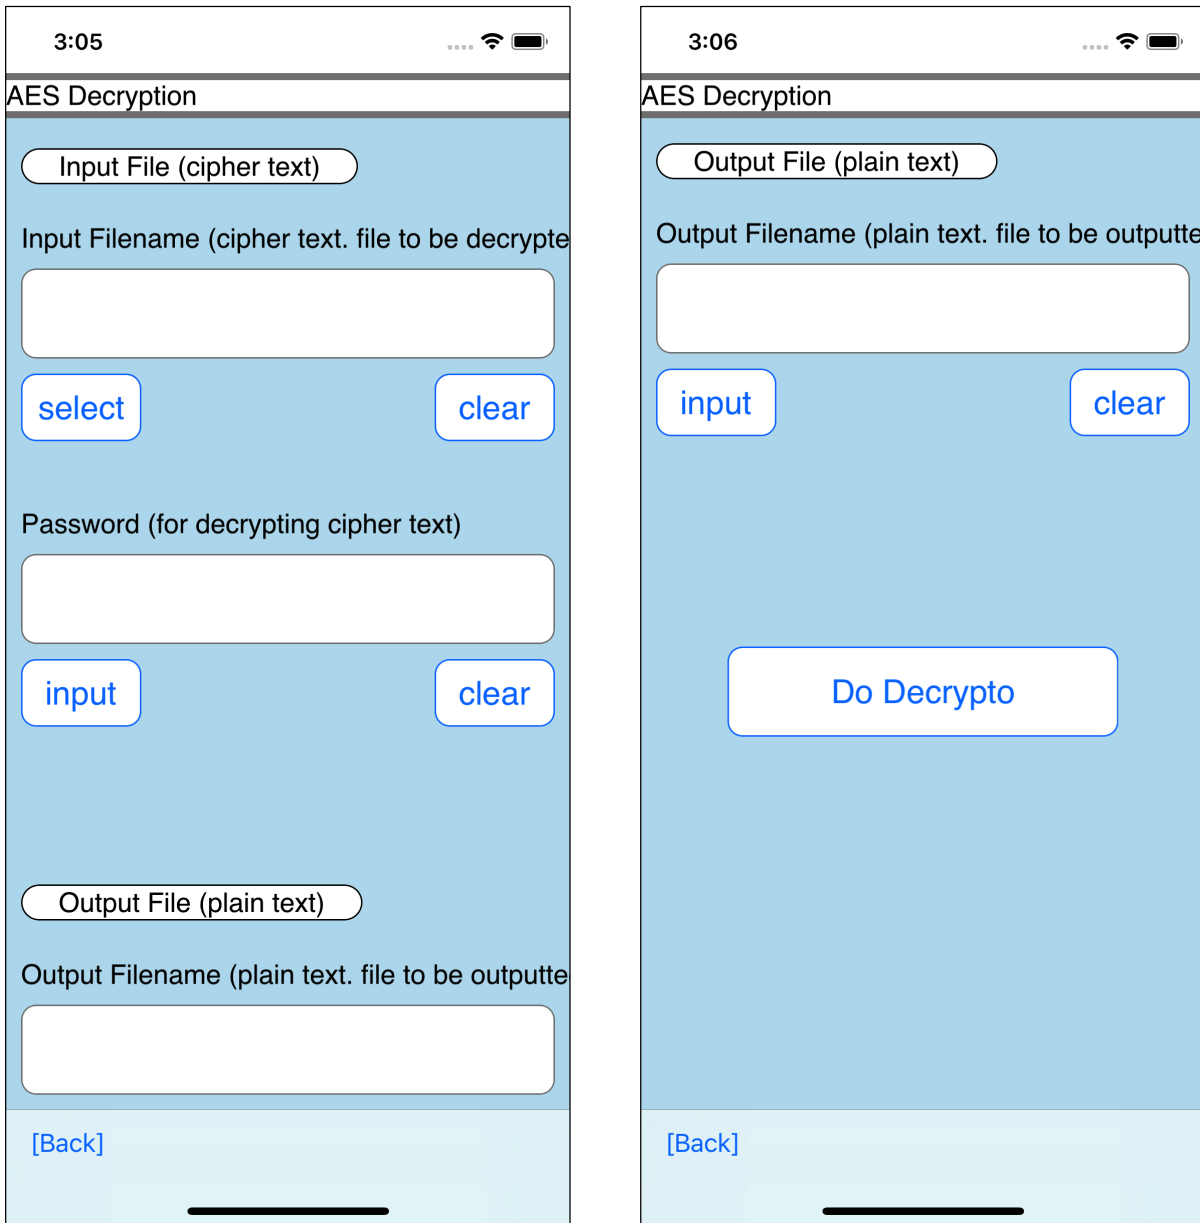 3:05
AES Decryption
Input File (cipher text)
Input Filename (cipher text. file to be decrypte
select
clear
Password (for decrypting cipher text)
input
clear
Output File (plain text)
Output Filename (plain text. file to be outputte
[Back]
3:06
AES Decryption
Output File (plain text)
Output Filename (plain text. file to be outputte
input
clear
Do Decrypto
[Back]